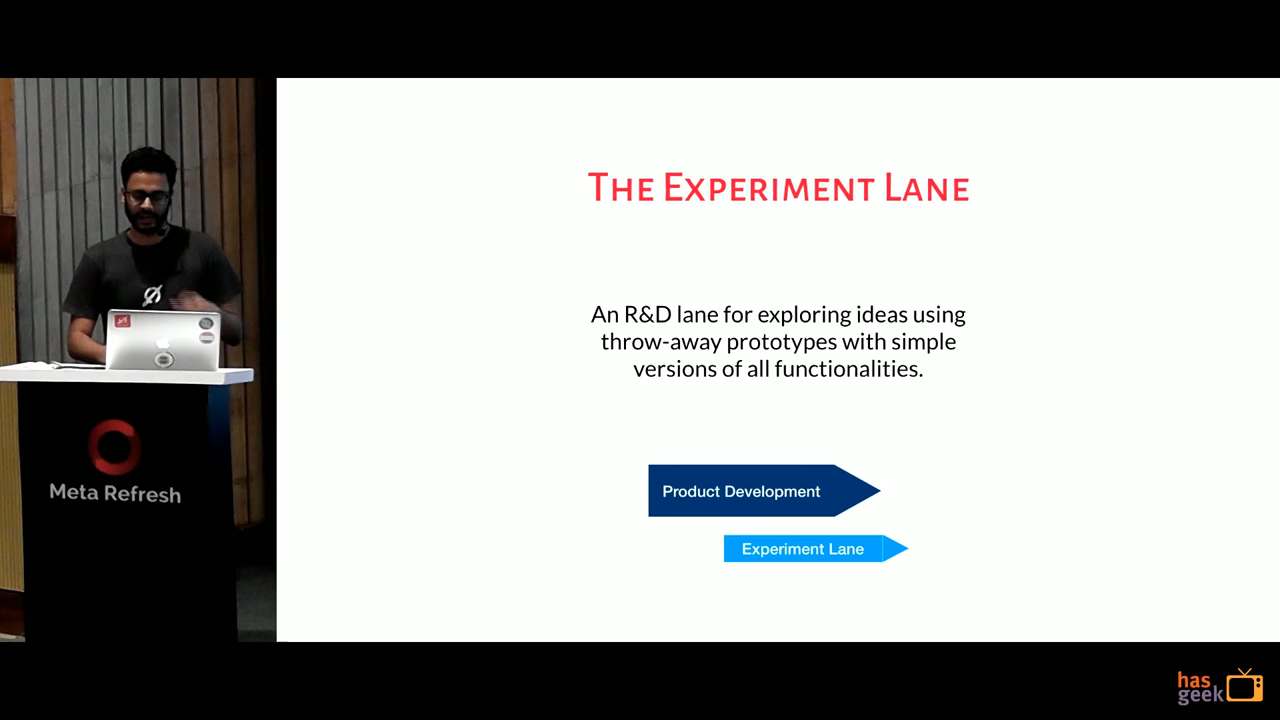 THE EXPERIMENT LANE
An R&D lane for exploring ideas using
throw-away prototypes with simple
versions of all functionalities.
Product Development
Experiment Lane
Meta Refresh
has
geek